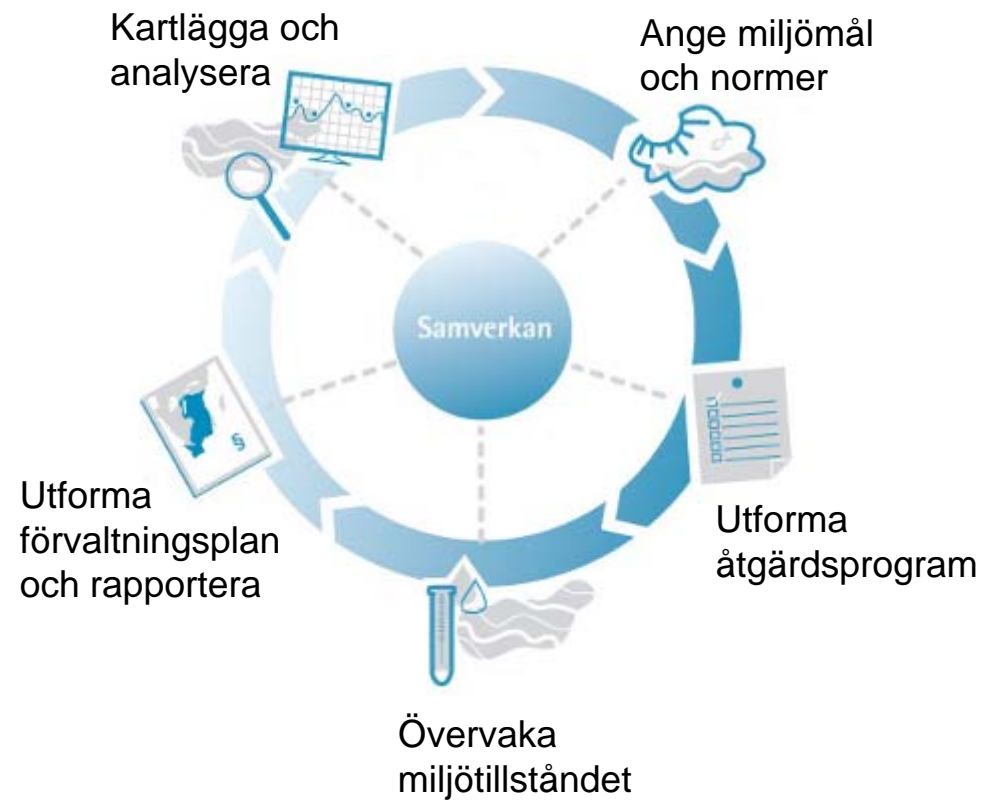 Kartlägga och
analysera
Ange miljömål
och normer
Samverkan
§
Utforma
förvaltningsplan
och rapportera
Utforma
åtgärdsprogram
Övervaka
miljötillståndet